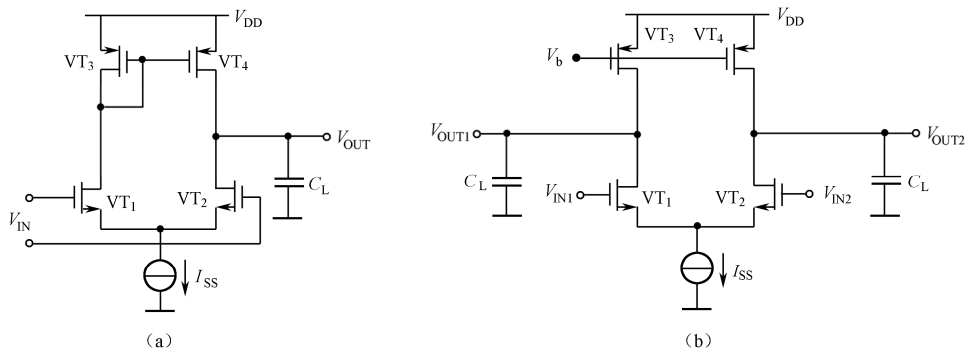 V_DD
VT_3
VT_4
V_OUT
C_L
VT_1
VT_2
V_IN
I_SS
(a)
V_DD
VT_3
VT_4
V_b
V_OUT1
V_OUT2
C_L
C_L
V_IN1
VT_1
VT_2
V_IN2
I_SS
(b)